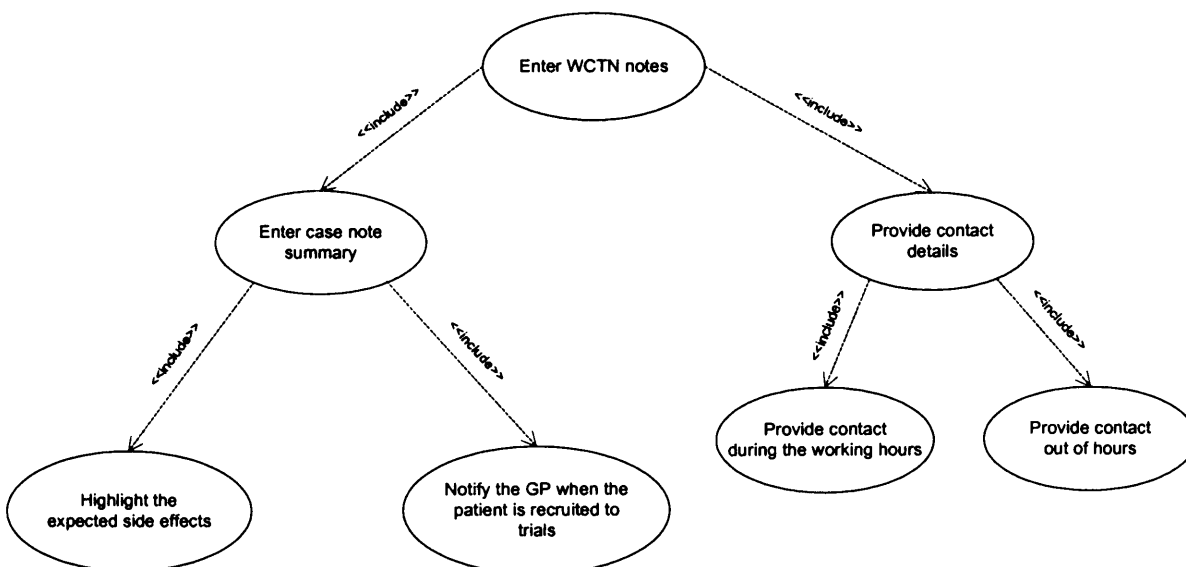 Enter WCTN notes
<<include>>
<<include>>
Enter case note
summary
Provide contact
details
<<include>>
<<include>>
<<include>>
<<include>>
Provide contact
during the working hours
Provide contact
out of hours
Highlight the
expected side effects
Notify the GP when the
patient is recruited to
trials